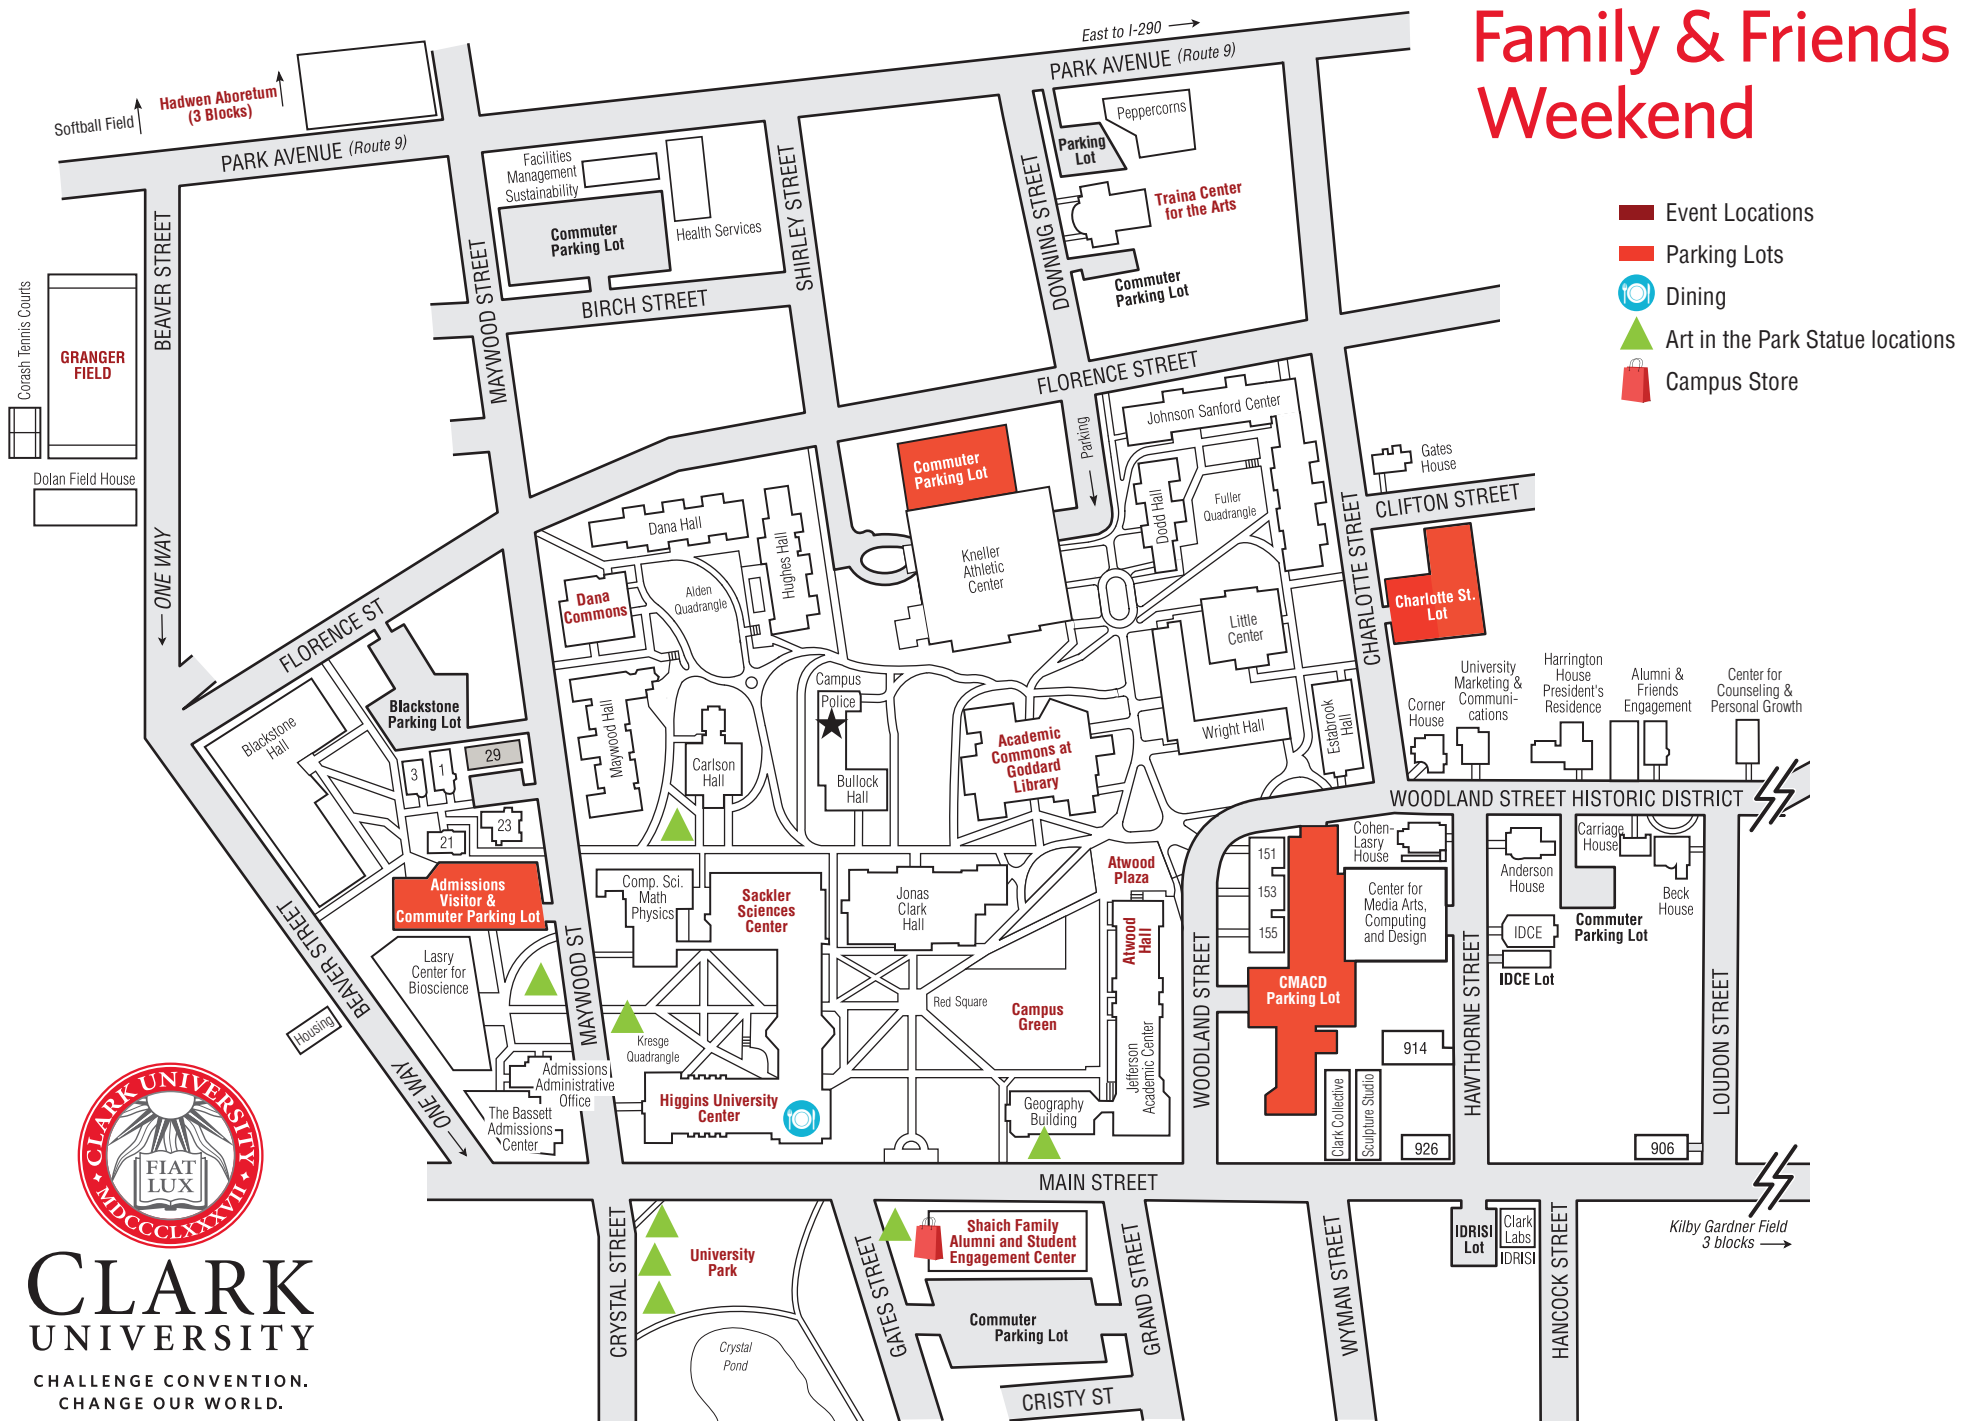 Family & Friends
Weekend
Event Locations
Parking Lots
Dining
Art in the Park Statue locations
Campus Store
East to I-290
PARK AVENUE (Route 9)
Softball Field
Hadwen Aboretum
(3 Blocks)
PARK AVENUE (Route 9)
Peppercorns
Parking
Lot
Facilities
Management
Sustainability
Health Services
Commuter
Parking Lot
Traina Center
for the Arts
Commuter
Parking Lot
BEAVER STREET
MAYWOOD STREET
SHIRLEY STREET
DOWNING STREET
BIRCH STREET
MAYWOOD STREET
Corash Tennis Courts
GRANGER
FIELD
Dolan Field House
ONE WAY
FLORENCE STREET
Parking
Johnson Sanford Center
Commuter
Parking Lot
Gates
House
CLIFTON STREET
CHARLOTTE STREET
Charlotte St.
Lot
Dana Hall
Hughes Hall
Dodd Hall
Fuller
Quadrangle
Kneller
Athletic
Center
Dana
Commons
Alden
Quadrangle
Little
Center
FLORENCE ST
Blackstone
Parking Lot
Blackstone
Hall
29
3
1
23
21
Maywood Hall
Carlson
Hall
Campus
Police
Bullock
Hall
Academic
Commons at
Goddard
Library
Wright Hall
Estabrook
Hall
Corner
House
University
Marketing &
Communi-
cations
Harrington
House
President's
Residence
Alumni &
Friends
Engagement
Center for
Counseling &
Personal Growth
WOODLAND STREET HISTORIC DISTRICT
Admissions
Visitor &
Commuter Parking Lot
Comp. Sci.
Math
Physics
Sackler
Sciences
Center
Jonas
Clark
Hall
Atwood
Plaza
Atwood
Hall
151
153
155
Cohen-
Lasry
House
Center for
Media Arts,
Computing
and Design
Anderson
House
Carriage
House
Beck
House
Commuter
Parking Lot
IDCE
IDCE Lot
CMACD
Parking Lot
BEAVER STREET
Lasry
Center for
Bioscience
MAYWOOD ST
Housing
Kresge
Quadrangle
Red Square
Campus
Green
Jefferson
Academic Center
WOODLAND STREET
HAWTHORNE STREET
LOUDON STREET
914
Clark Collective
Sculpture Studio
926
906
ONE WAY
Admissions
Administrative
Office
The Bassett
Admissions
Center
Higgins University
Center
Geography
Building
MAIN STREET
CRYSTAL STREET
University
Park
Crystal
Pond
GATES STREET
Shaich Family
Alumni and Student
Engagement Center
Commuter
Parking Lot
GRAND STREET
CRISTY ST
WYMAN STREET
IDRISI
Lot
Clark
Labs
IDRISI
HANCOCK STREET
Kilby Gardner Field
3 blocks
CLARK UNIVERSITY
MDCCCLXXXVII
FIAT
LUX
CLARK
UNIVERSITY
CHALLENGE CONVENTION.
CHANGE OUR WORLD.